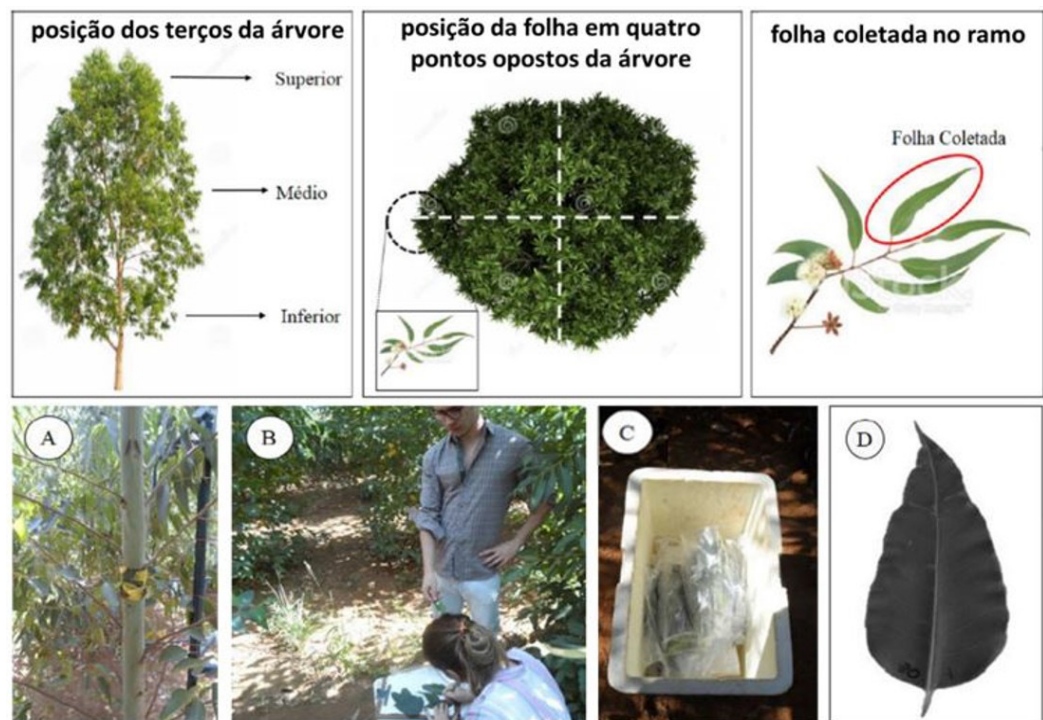 posição dos terços da árvore
Superior
Médio
Inferior
posição da folha em quatro
pontos opostos da árvore
folha coletada no ramo
Folha Coletada
A
B
C
D